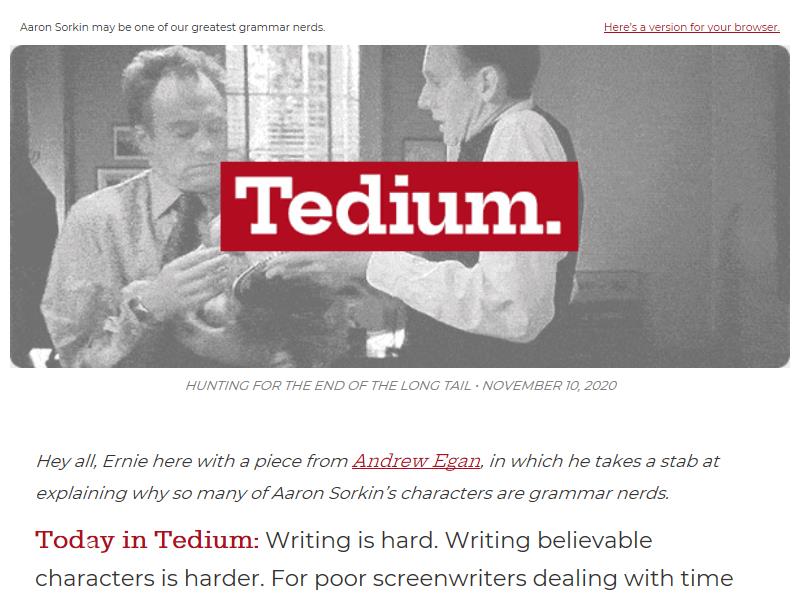 Aaron Sorkin may be one of our greatest grammar nerds.
Here's a version for your browser.
Tedium.
HUNTING FOR THE END OF THE LONG TAIL • NOVEMBER 10, 2020
Hey all, Ernie here with a piece from Andrew Egan, in which he takes a stab at
explaining why so many of Aaron Sorkin’s characters are grammar nerds.
Today in Tedium: Writing is hard. Writing believable
characters is harder. For poor screenwriters dealing with time